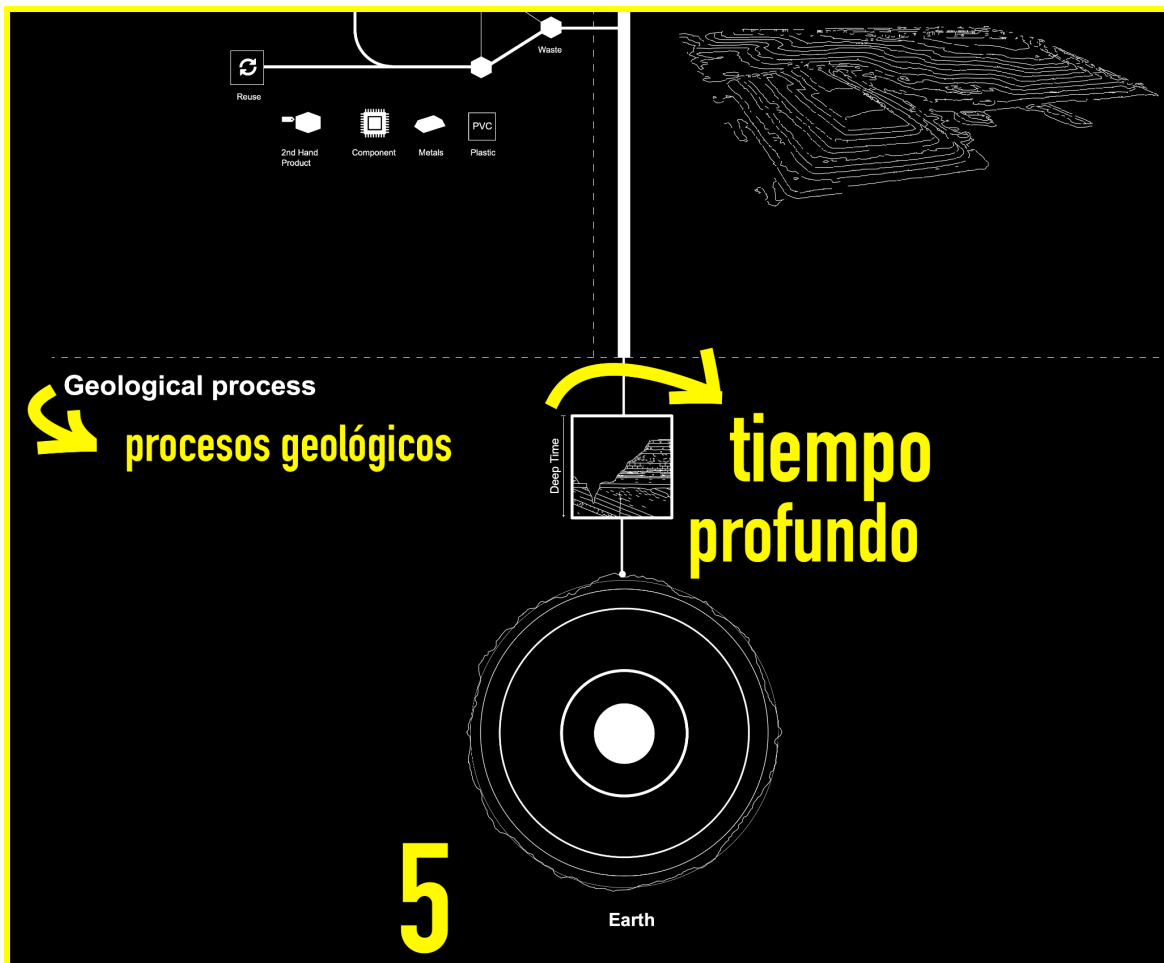 Waste
Reuse
PVC
2nd Hand
Product
Component
Metals
Plastic
Geological process
procesos geológicos
Deep Time
tiempo
profundo
5
Earth